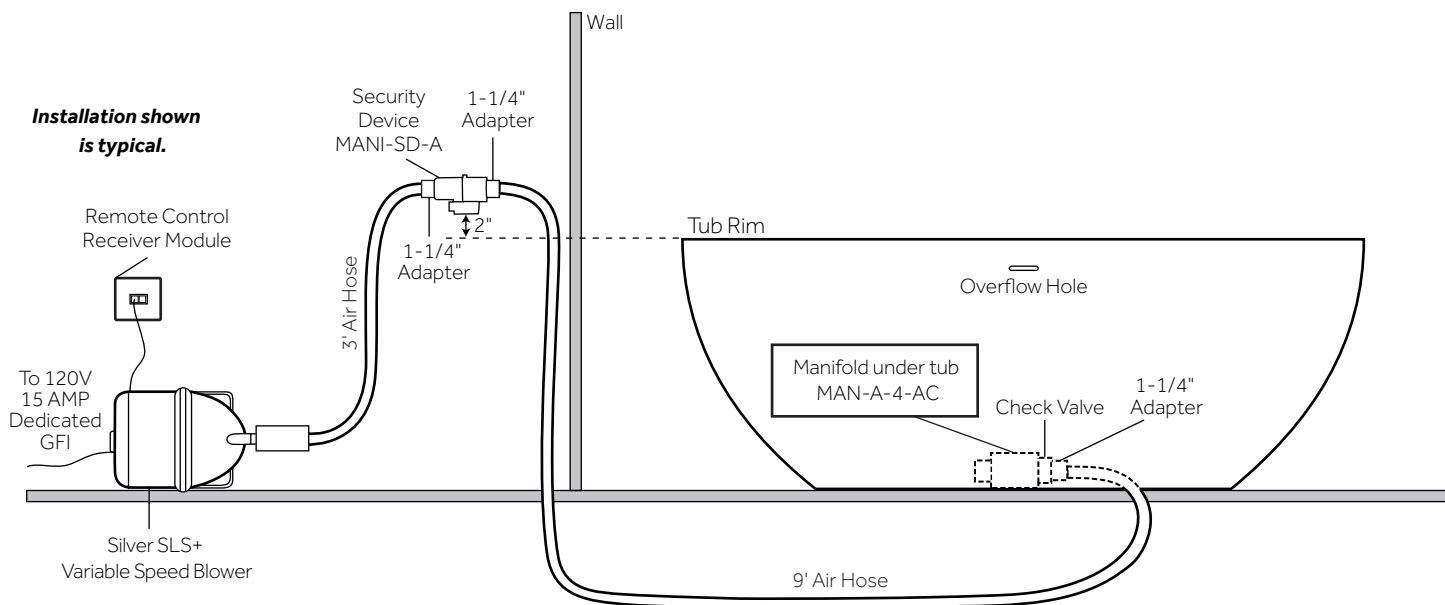 Wall
Installation shown
is typical.
Security
Device
MANI-SD-A
1-1/4"
Adapter
Remote Control
Receiver Module
2"
1-1/4"
Adapter
3' Air Hose
Tub Rim
Overflow Hole
To 120V
15 AMP
Dedicated
GFI
Manifold under tub
MAN-A-4-AC
Check Valve
1-1/4"
Adapter
Silver SLS+
Variable Speed Blower
9' Air Hose